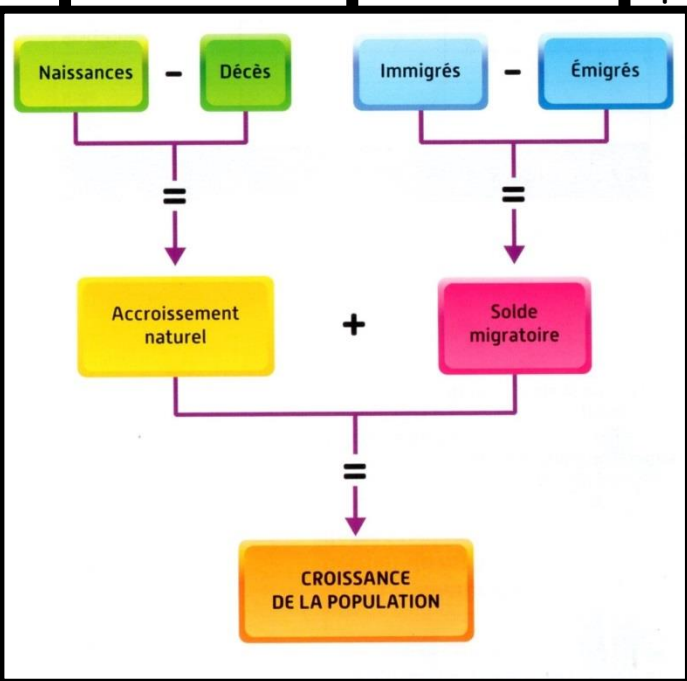 Naissances - Décès
Immigrés - Émigrés
=
=
Accroissement
naturel
+
Solde
migratoire
=
CROISSANCE
DE LA POPULATION